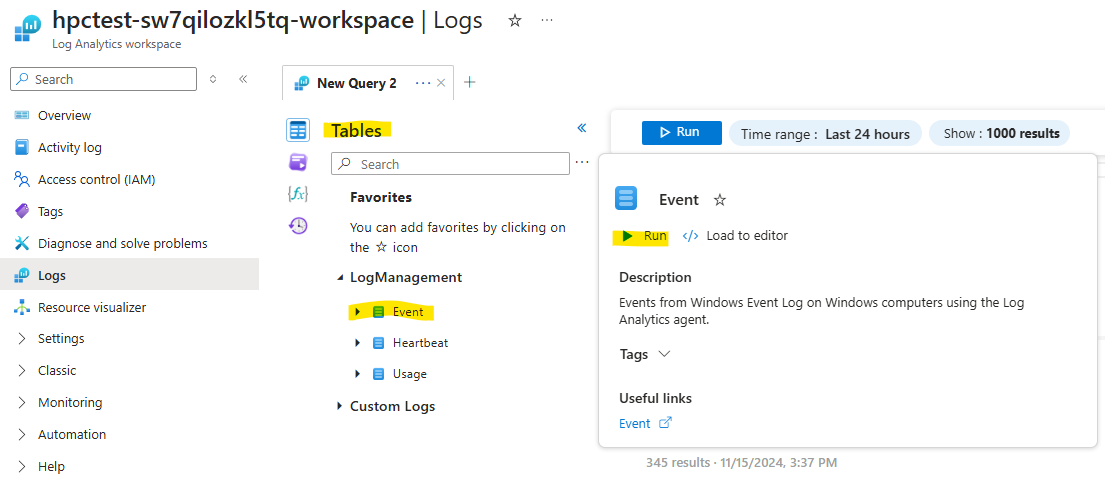 hpctest-sw7qilozkl5tq-workspace | Logs
Log Analytics workspace
Search
Overview
Activity log
Access control (IAM)
Tags
Diagnose and solve problems
Logs
Resource visualizer
Settings
Classic
Monitoring
Automation
Help
New Query 2
Tables
Search
Favorites
You can add favorites by clicking on
the ☆ icon
LogManagement
Event
Heartbeat
Usage
Custom Logs
Run
Time range : Last 24 hours
Show : 1000 results
Event
Run
Load to editor
Description
Events from Windows Event Log on Windows computers using the Log
Analytics agent.
Tags
Useful links
Event
345 results · 11/15/2024, 3:37 PM